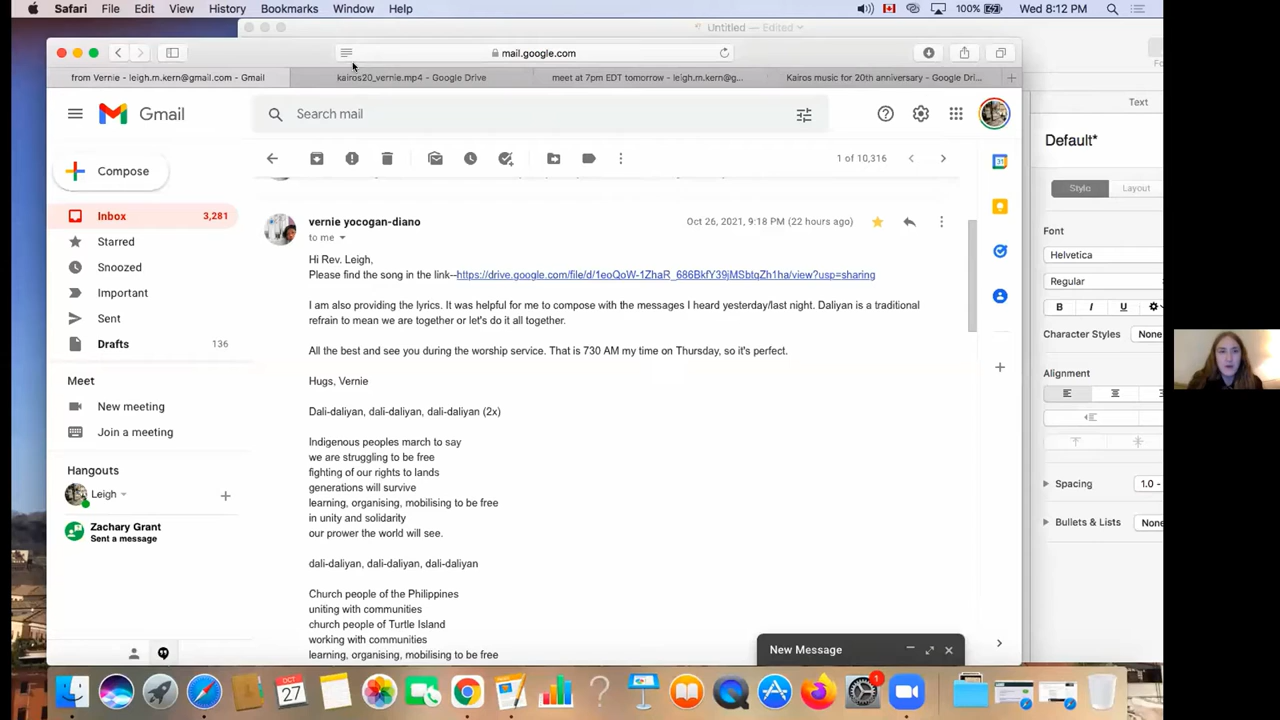 Safari File Edit View History Bookmarks Window Help 100% Wed 8:12 PM
Untitled — Edited
mail.google.com
from Vernie - leigh.m.kern@gmail.com - Gmail kairos20_vernie.mp4 - Google Drive meet at 7pm EDT tomorrow - leigh.m.kern@g... Kairos music for 20th anniversary - Google Dri...
Text
Gmail Search mail
Default*
1 of 10,316
Compose
Style Layout
Inbox 3,281
vernie yocogan-diano Oct 26, 2021, 9:18 PM (22 hours ago)
to me
Font
Starred
Helvetica
Hi Rev. Leigh,
Snoozed
Please find the song in the link--https://drive.google.com/file/d/1eoQoW-1ZhaR_686BkfY39jMSbtqZh1ha/view?usp=sharing
Regular
Important
I am also providing the lyrics. It was helpful for me to compose with the messages I heard yesterday/last night. Daliyan is a traditional
refrain to mean we are together or let's do it all together.
B I U
Sent
Character Styles None
Drafts 136
All the best and see you during the worship service. That is 730 AM my time on Thursday, so it's perfect.
Alignment
Meet
Hugs, Vernie
New meeting
Dali-daliyan, dali-daliyan, dali-daliyan (2x)
Join a meeting
Indigenous peoples march to say
we are struggling to be free
fighting of our rights to lands
generations will survive
learning, organising, mobilising to be free
in unity and solidarity
our prower the world will see.
Hangouts
Leigh
Zachary Grant
Sent a message
Spacing 1.0 -
Bullets & Lists None
dali-daliyan, dali-daliyan, dali-daliyan
Church people of the Philippines
uniting with communities
church people of Turtle Island
working with communities
learning, organising, mobilising to be free
New Message
OCT
27
1